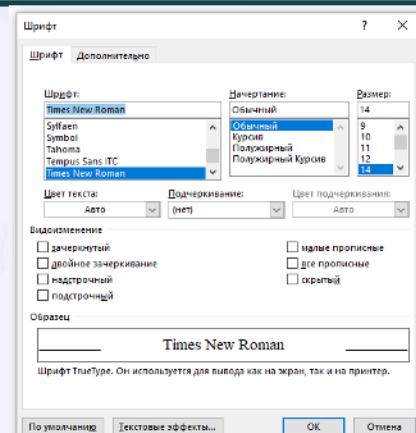 Шрифт ? ×
Шрифт Дополнительно
Шрифт: Начертание: Размер:
Times New Roman Обычный 14
Sylfaen Обычный 9
Symbol Курсив 10
Tahoma Полужирный 11
Tempus Sans ITC Полужирный Курсив 12
Times New Roman 14
Цвет текста: Подчеркивание: Цвет подчеркивания:
Авто (нет) Авто
Видоизменение
зачеркнутый малые прописные
двойное зачеркивание все прописные
надстрочный скрытый
подстрочный
Образец
Times New Roman
Шрифт TrueType. Он используется для вывода как на экран, так и на принтер.
По умолчанию Текстовые эффекты... ОК Отмена